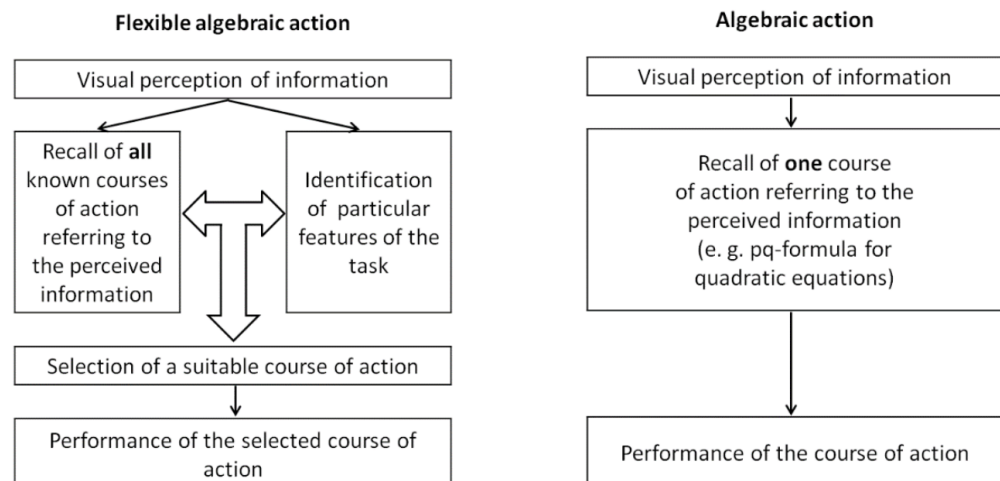 Flexible algebraic action
Visual perception of information
Recall of all
known courses
of action
referring to
the perceived
information
Identification
of particular
features of the
task
Selection of a suitable course of action
Performance of the selected course of
action
Algebraic action
Visual perception of information
Recall of one course
of action referring to the
perceived information
(e. g. pq-formula for
quadratic equations)
Performance of the course of action